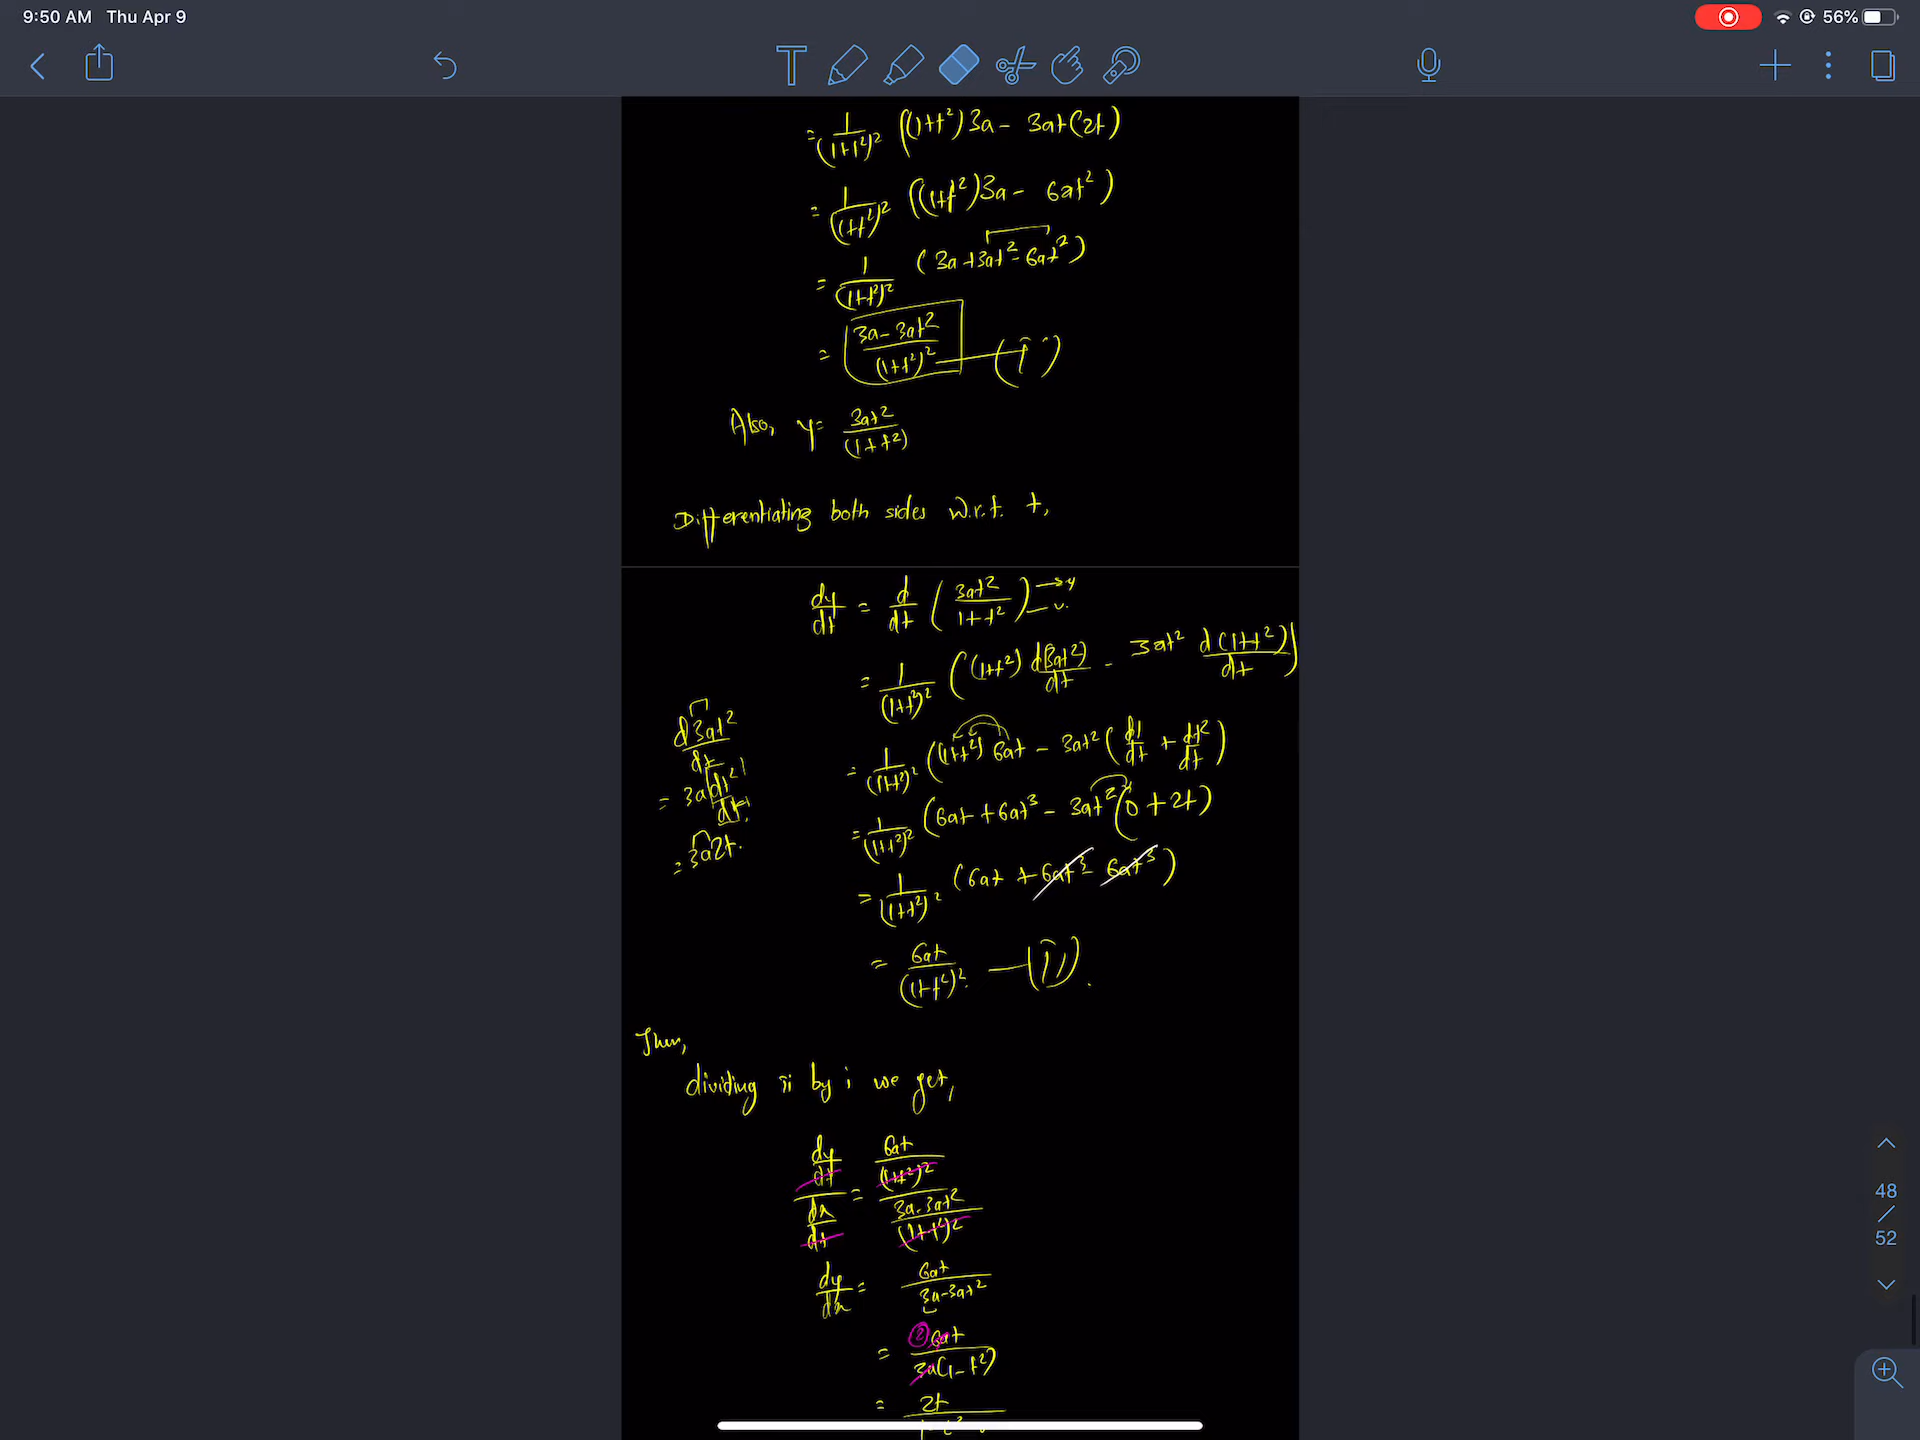 9:50 AM Thu Apr 9
56%
= 1/(1+t²)² ((1+t²)3a - 3at(2t)
= 1/(1+t²)² ((1+t²)3a - 6at²)
= 1/(1+t²)² (3a+3at²-6at²)
= 3a-3at²/(1+t²)² — (i)
Also, y= 3at²/(1+t²)
Differentiating both sides w.r.t. t,
dy/dt = d/dt (3at²/1+t²) →u →v.
= 1/(1+t²)² ((1+t²) d(3at²)/dt - 3at² d(1+t²)/dt)
d3at²/dt
= 3a dt²/dt
= 3a2t.
= 1/(1+t²)² ((1+t²) 6at - 3at² (d1/dt + dt²/dt)
= 1/(1+t²)² (6at + 6at³ - 3at² (0 + 2t)
= 1/(1+t²)² (6at + 6at³ - 6at³)
= 6at/(1+t²)². — (ii).
Then,
dividing ii by i we get,
dy/dt / dx/dt = 6at/(1+t²)² / 3a-3at²/(1+t²)²
dy/dx = 6at/3a-3at²
= ② 6at/3a(1-t²)
= 2t
48
/
52